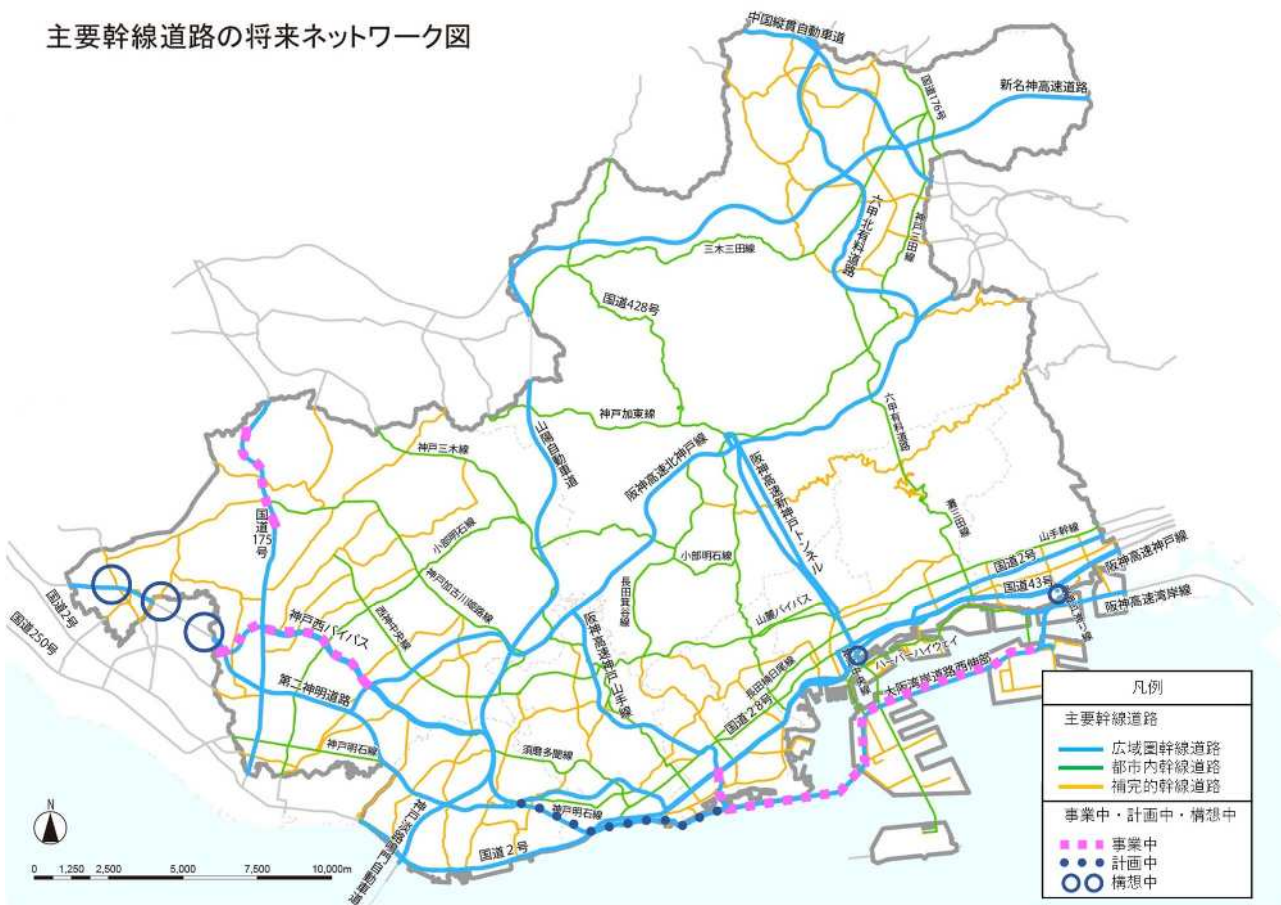 主要幹線道路の将来ネットワーク図
中国縦貫自動車道
国道176号
新名神高速道路
六甲北有料道路
神戸三田線
三木三田線
国道428号
神戸加東線
六甲有料道路
山陽自動車道
阪神高速北神戸線
神戸三木線
国道175号
小部明石線
小部明石線
神戸加古川姫路線
西神中央線
長田箕谷線
山手幹線
国道2号
阪神高速神戸線
国道43号
阪神高速湾岸線
山麓バイパス
国道2号
国道250号
神戸西バイパス
第二神明道路
長田楠日尾線
ハーバーハイウェイ
大阪湾岸道路西伸部
国道28号
神戸明石線
須磨多聞線
神戸明石線
国道2号
神戸淡路鳴門自動車道
N
0 1,250 2,500 5,000 7,500 10,000m
凡例
主要幹線道路
広域圏幹線道路
都市内幹線道路
補完的幹線道路
事業中・計画中・構想中
事業中
計画中
構想中